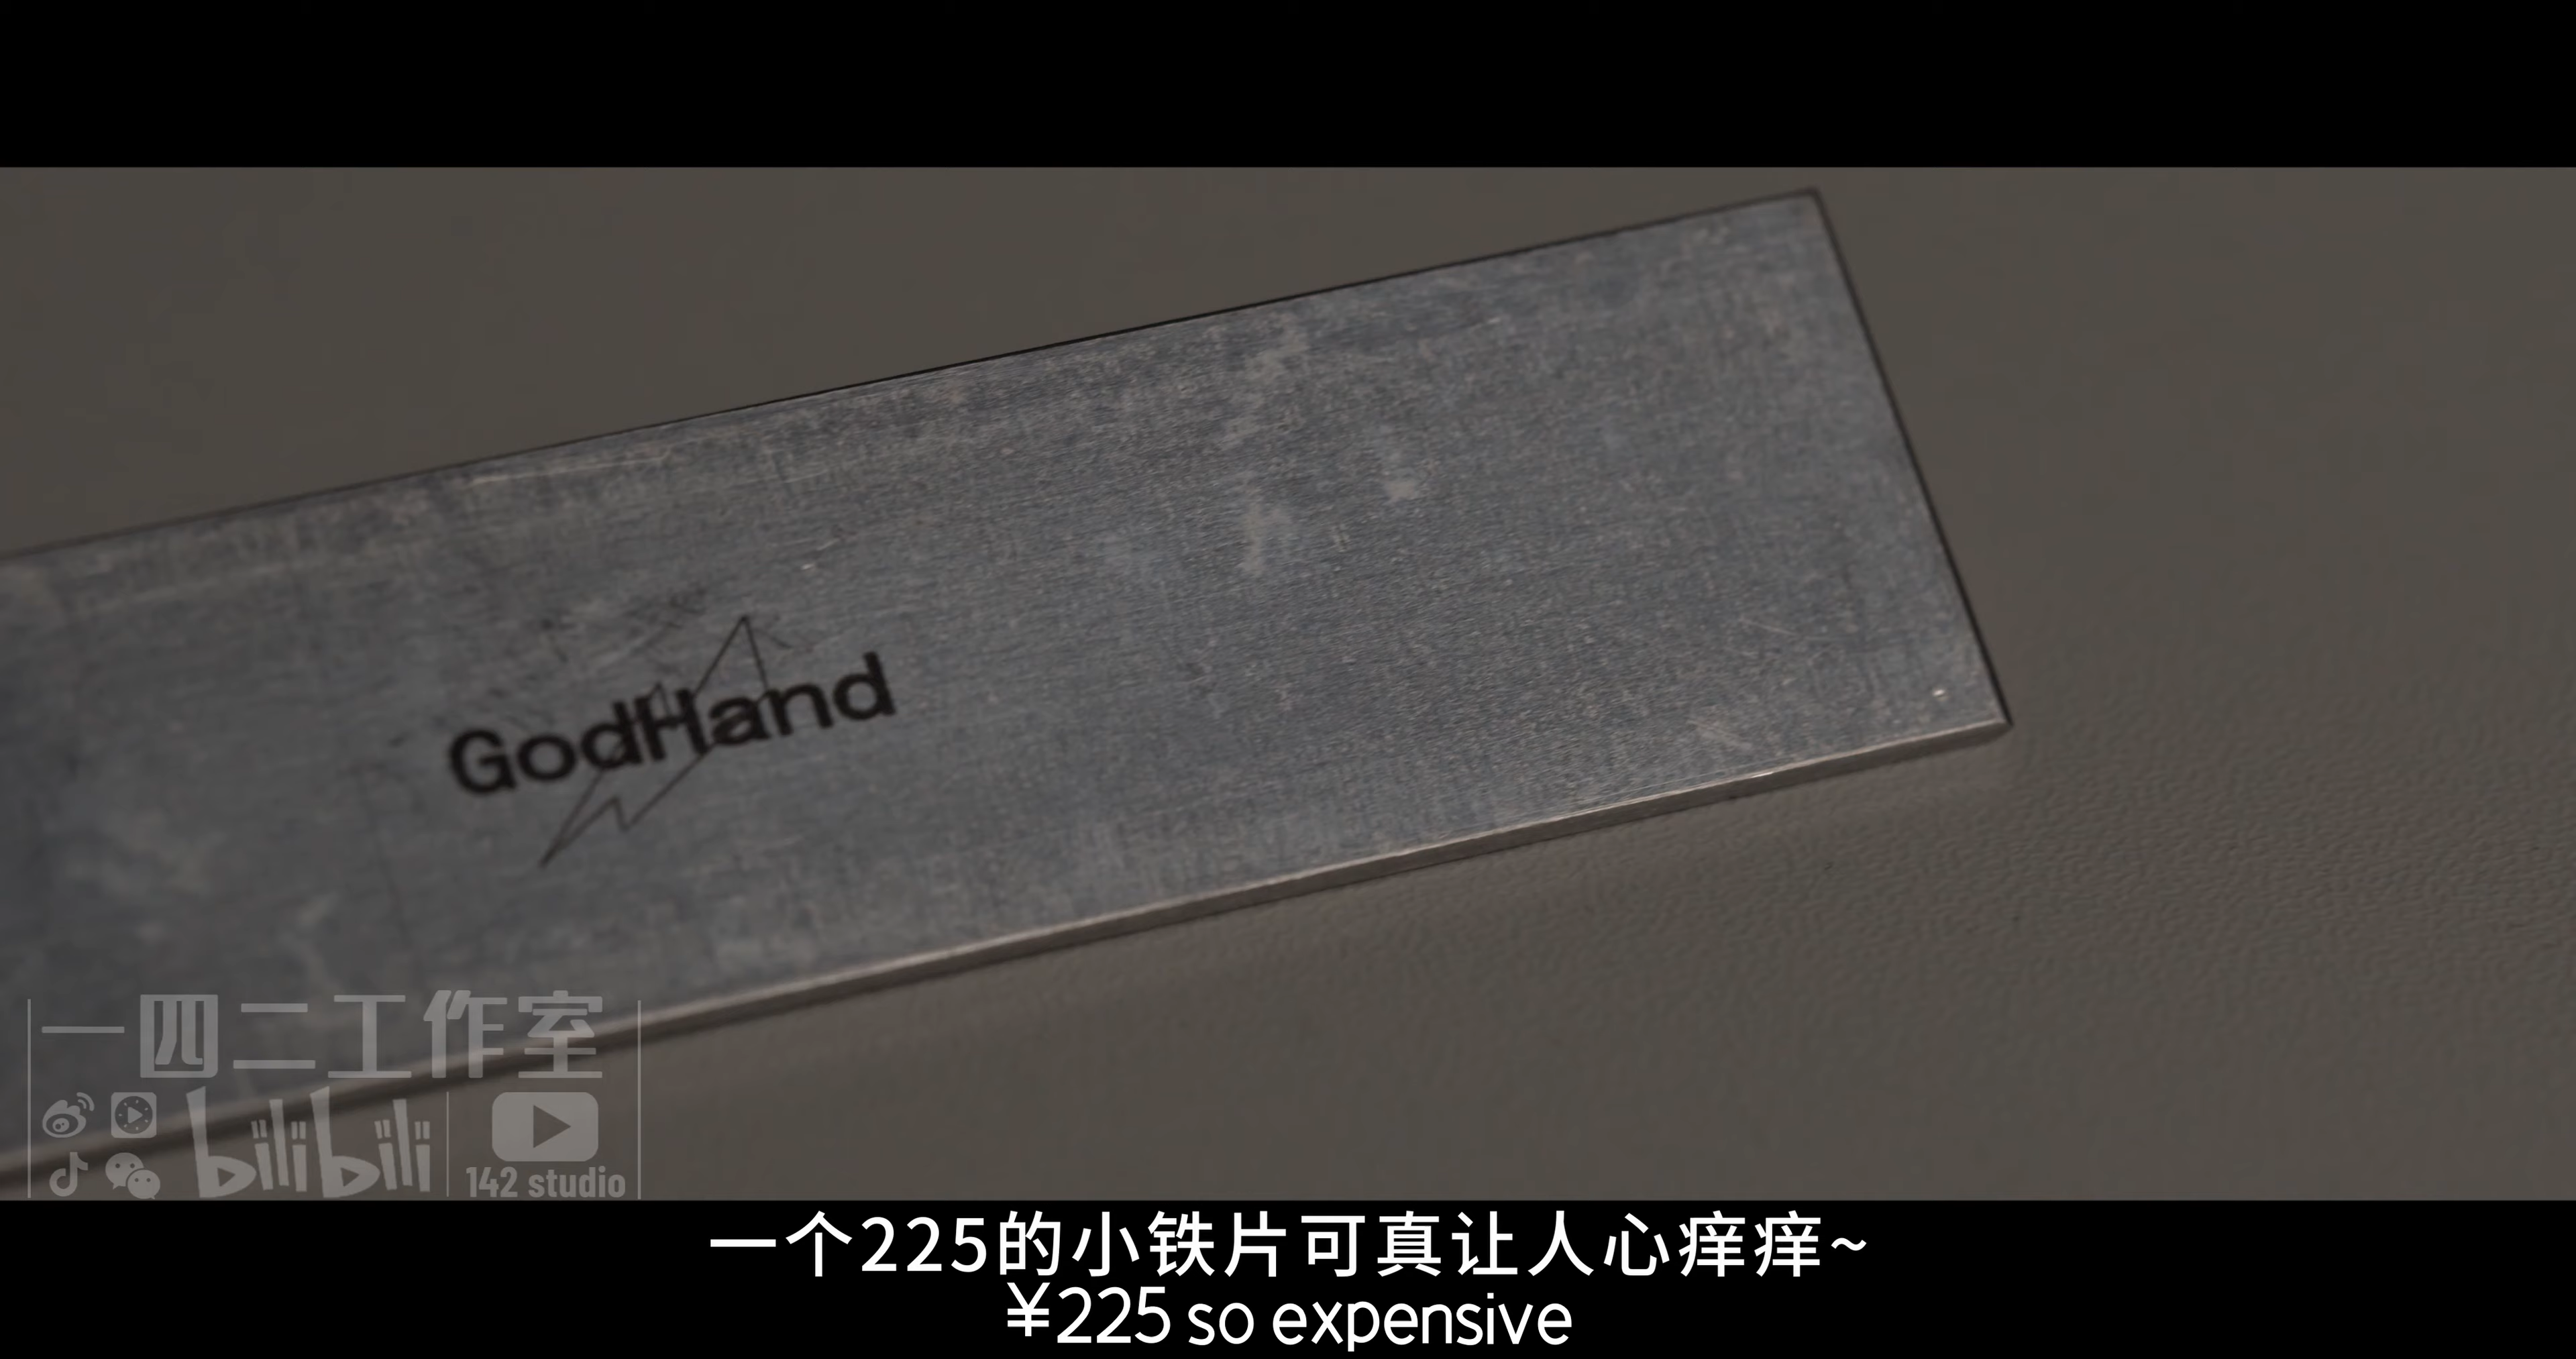 GodHand
一四二工作室
bilibili
142 studio
一个225的小铁片可真让人心痒痒~
¥225 so expensive